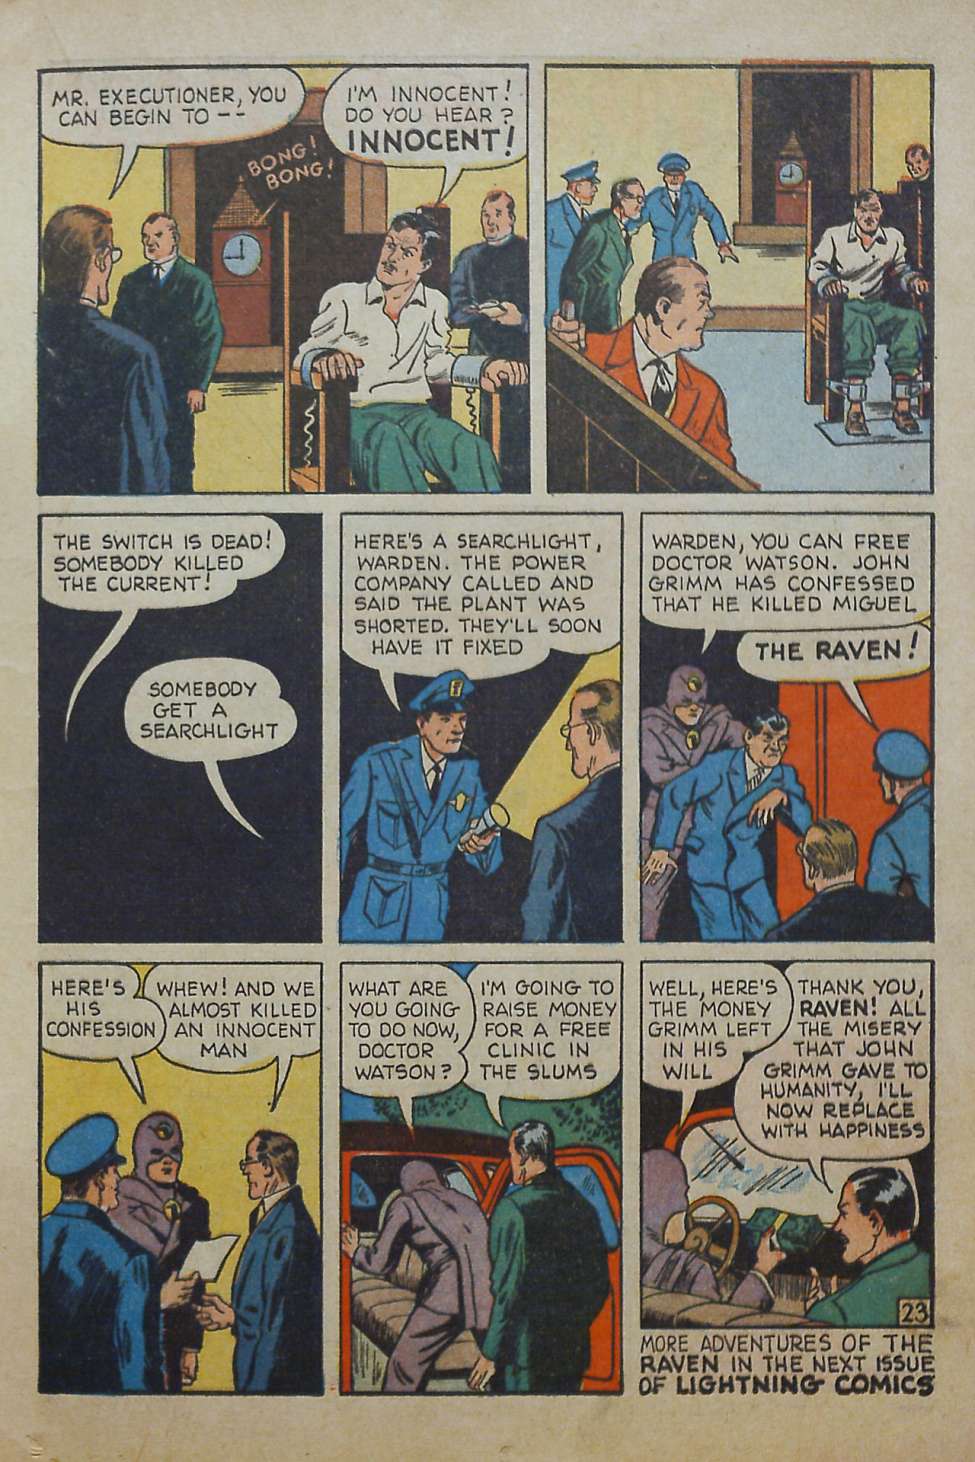 MR. EXECUTIONER, YOU
CAN BEGIN TO --
BONG!
BONG!
I'M INNOCENT!
DO YOU HEAR?
INNOCENT!
THE SWITCH IS DEAD!
SOMEBODY KILLED
THE CURRENT!
SOMEBODY
GET A
SEARCHLIGHT
HERE'S A SEARCHLIGHT,
WARDEN. THE POWER
COMPANY CALLED AND
SAID THE PLANT WAS
SHORTED. THEY'LL SOON
HAVE IT FIXED
WARDEN, YOU CAN FREE
DOCTOR WATSON. JOHN
GRIMM HAS CONFESSED
THAT HE KILLED MIGUEL
THE RAVEN!
HERE'S
HIS
CONFESSION
WHEW! AND WE
ALMOST KILLED
AN INNOCENT
MAN
WHAT ARE
YOU GOING
TO DO NOW,
DOCTOR
WATSON?
I'M GOING TO
RAISE MONEY
FOR A FREE
CLINIC IN
THE SLUMS
WELL, HERE'S
THE MONEY
GRIMM LEFT
IN HIS
WILL
THANK YOU,
RAVEN! ALL
THE MISERY
THAT JOHN
GRIMM GAVE TO
HUMANITY, I'LL
NOW REPLACE
WITH HAPPINESS
23
MORE ADVENTURES OF THE
RAVEN IN THE NEXT ISSUE
OF LIGHTNING COMICS